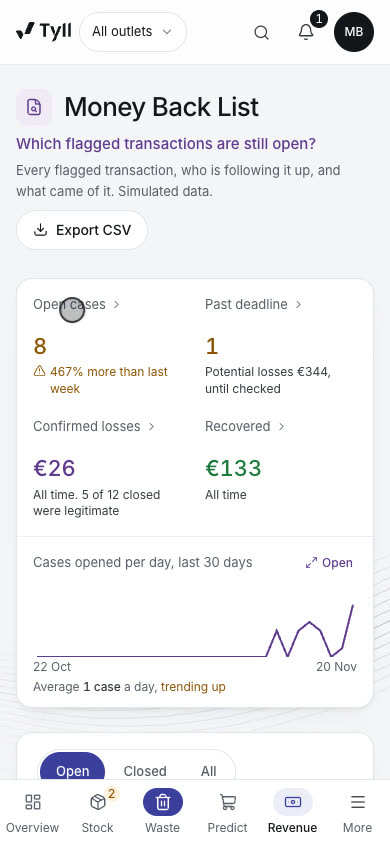 Tyll
All outlets
1
MB
Money Back List
Which flagged transactions are still open?
Every flagged transaction, who is following it up, and
what came of it. Simulated data.
Export CSV
Open cases
Past deadline
8
1
467% more than last
week
Potential losses €344,
until checked
Confirmed losses
Recovered
€26
€133
All time. 5 of 12 closed
were legitimate
All time
Cases opened per day, last 30 days
Open
22 Oct
20 Nov
Average 1 case a day, trending up
Open
Closed
All
2
Overview
Stock
Waste
Predict
Revenue
More